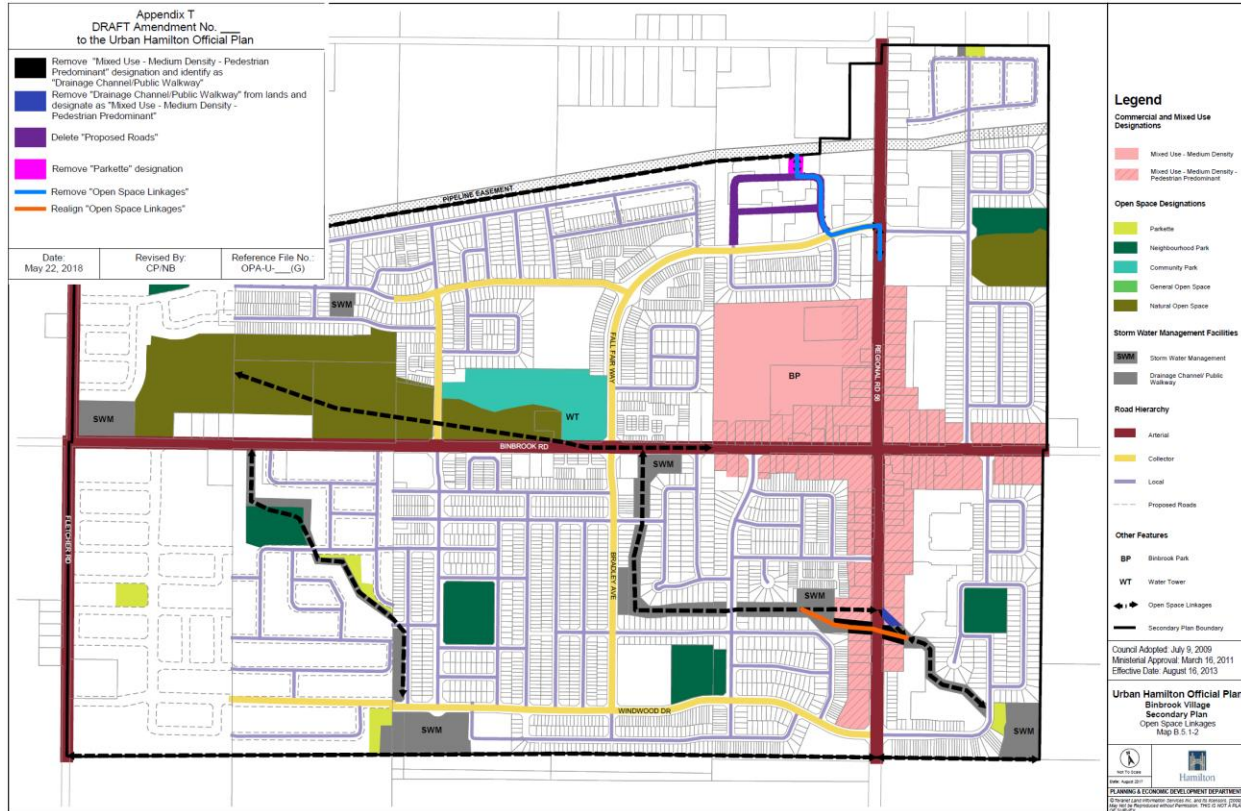 Appendix T
DRAFT Amendment No. ___
to the Urban Hamilton Official Plan
Remove "Mixed Use - Medium Density - Pedestrian
Predominant" designation and identify as
"Drainage Channel/Public Walkway"
Remove "Drainage Channel/Public Walkway" from lands and
designate as "Mixed Use - Medium Density -
Pedestrian Predominant"
Delete "Proposed Roads"
Remove "Parkette" designation
Remove "Open Space Linkages"
Realign "Open Space Linkages"
Date:
May 22, 2018
Revised By:
CP/NB
Reference File No.:
OPA-U-___(G)
PIPELINE EASEMENT
SWM
FALL FAIR WAY
REGIONAL RD 56
BP
WT
SWM
BINBROOK RD
SWM
FLETCHER RD
BRADLEY AVE
SWM
WINDWOOD DR
SWM
SWM
Legend
Commercial and Mixed Use
Designations
Mixed Use - Medium Density
Mixed Use - Medium Density -
Pedestrian Predominant
Open Space Designations
Parkette
Neighbourhood Park
Community Park
General Open Space
Natural Open Space
Storm Water Management Facilities
SWM
Storm Water Management
Drainage Channel/ Public
Walkway
Road Hierarchy
Arterial
Collector
Local
Proposed Roads
Other Features
BP
Binbrook Park
WT
Water Tower
Open Space Linkages
Secondary Plan Boundary
Council Adopted: July 9, 2009
Ministerial Approval: March 16, 2011
Effective Date: August 16, 2013
Urban Hamilton Official Plan
Binbrook Village
Secondary Plan
Open Space Linkages
Map B.5.1-2
Not To Scale
Date: August 2017
Hamilton
PLANNING & ECONOMIC DEVELOPMENT DEPARTMENT